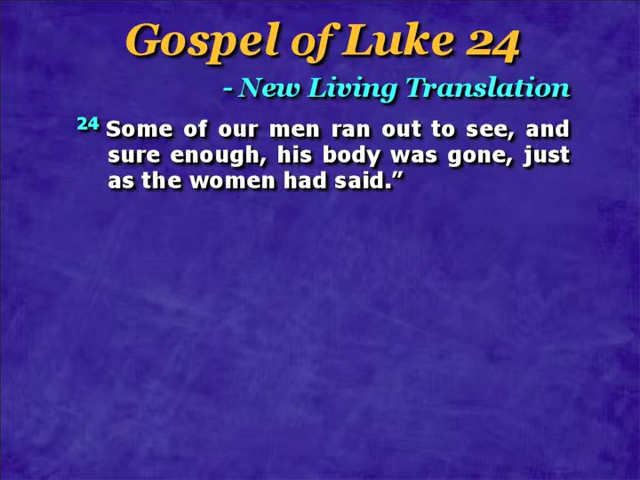 Gospel of Luke 24
- New Living Translation
24 Some of our men ran out to see, and
sure enough, his body was gone, just
as the women had said.”